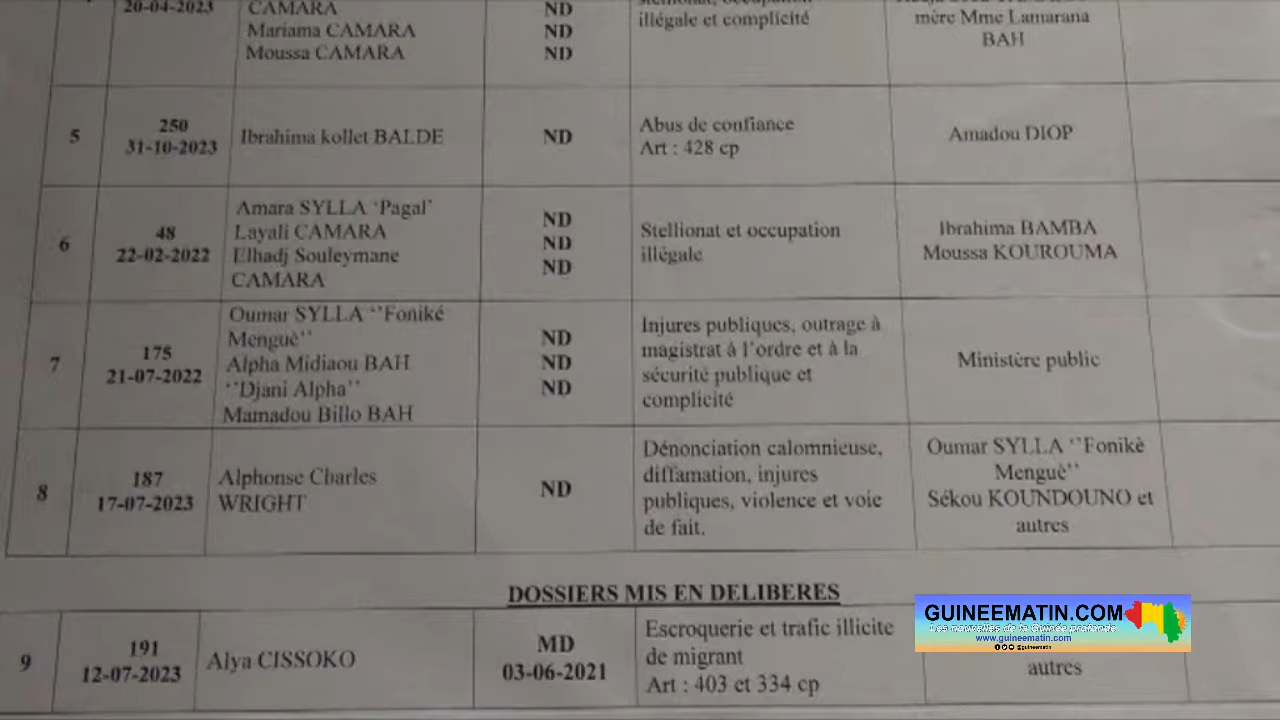 20-04-2023
CAMARA
Mariama CAMARA
Moussa CAMARA
ND
ND
ND
illégale et complicité
mère Mme Lamarana
BAH
5
250
31-10-2023
Ibrahima kollet BALDE
ND
Abus de confiance
Art : 428 cp
Amadou DIOP
6
48
22-02-2022
Amara SYLLA ‘Pagal’
Layali CAMARA
Elhadj Souleymane
CAMARA
ND
ND
ND
Stellionat et occupation
illégale
Ibrahima BAMBA
Moussa KOUROUMA
7
175
21-07-2022
Oumar SYLLA ‘‘Foniké
Menguè’’
Alpha Midiaou BAH
‘‘Djani Alpha’’
Mamadou Billo BAH
ND
ND
ND
Injures publiques, outrage à
magistrat à l’ordre et à la
sécurité publique et
complicité
Ministère public
8
187
17-07-2023
Alphonse Charles
WRIGHT
ND
Dénonciation calomnieuse,
diffamation, injures
publiques, violence et voie
de fait.
Oumar SYLLA ‘‘Fonikè
Menguè’’
Sékou KOUNDOUNO et
autres
DOSSIERS MIS EN DELIBERES
9
191
12-07-2023
Alya CISSOKO
MD
03-06-2021
Escroquerie et trafic illicite
de migrant
Art : 403 et 334 cp
autres
GUINEEMATIN.COM
Les nouvelles de la Guinée profonde
www.guineematin.com
@guineematin